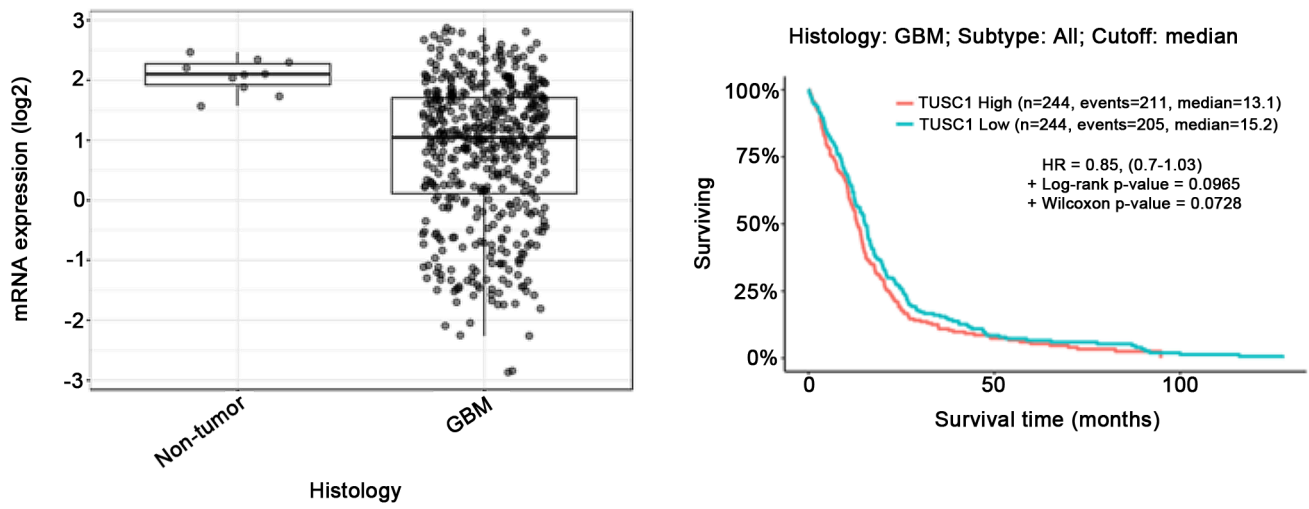 mRNA expression (log2)
3
2
1
0
-1
-2
-3
Non-tumor
GBM
Histology
Histology: GBM; Subtype: All; Cutoff: median
Surviving
100%
75%
50%
25%
0%
TUSC1 High (n=244, events=211, median=13.1)
TUSC1 Low (n=244, events=205, median=15.2)
HR = 0.85, (0.7-1.03)
+ Log-rank p-value = 0.0965
+ Wilcoxon p-value = 0.0728
0
50
100
Survival time (months)